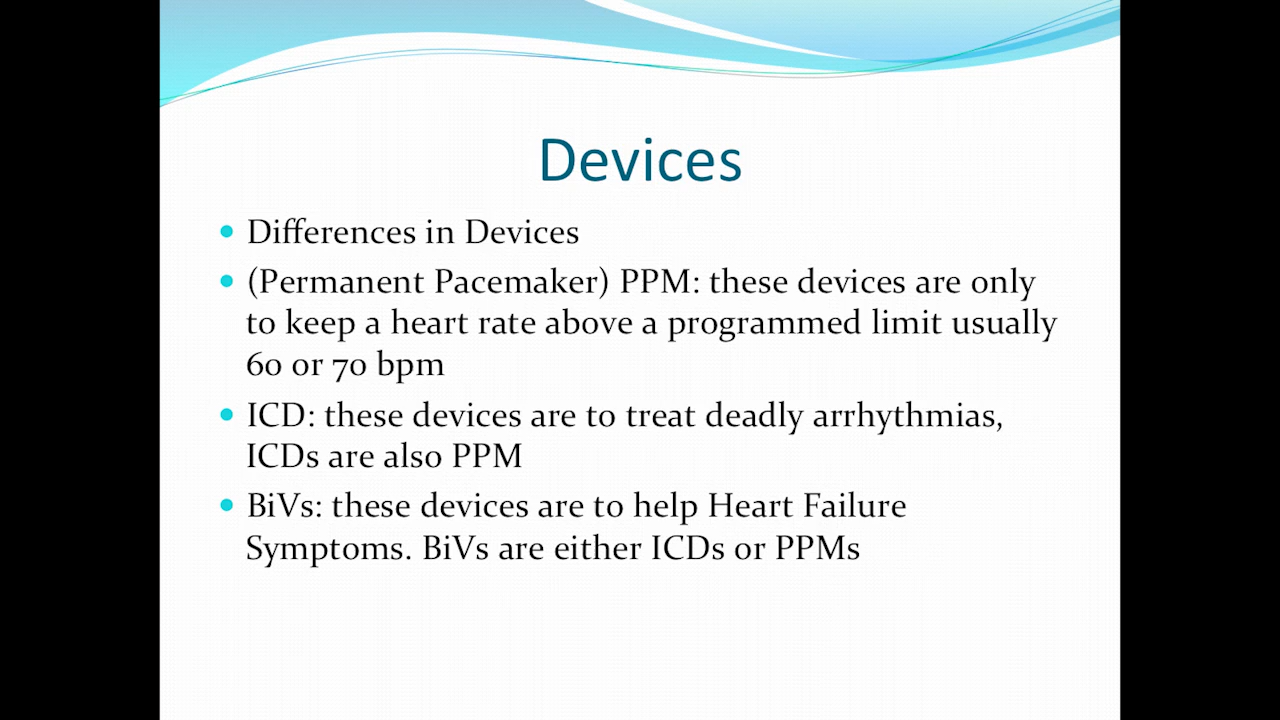 Devices
• Differences in Devices
• (Permanent Pacemaker) PPM: these devices are only
to keep a heart rate above a programmed limit usually
60 or 70 bpm
• ICD: these devices are to treat deadly arrhythmias,
ICDs are also PPM
• BiVs: these devices are to help Heart Failure
Symptoms. BiVs are either ICDs or PPMs